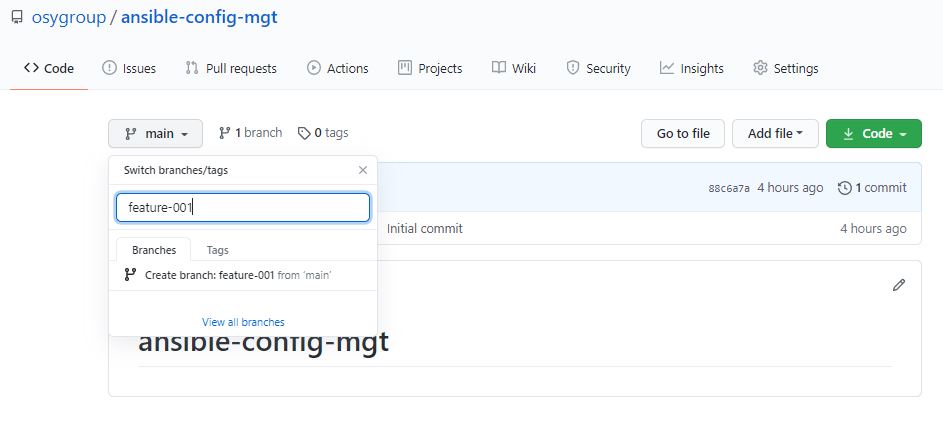 osygroup / ansible-config-mgt
Code Issues Pull requests Actions Projects Wiki Security Insights Settings
main 1 branch 0 tags Go to file Add file Code
Switch branches/tags
88c6a7a 4 hours ago 1 commit
feature-001
Initial commit 4 hours ago
Branches Tags
Create branch: feature-001 from ‘main’
View all branches
ansible-config-mgt